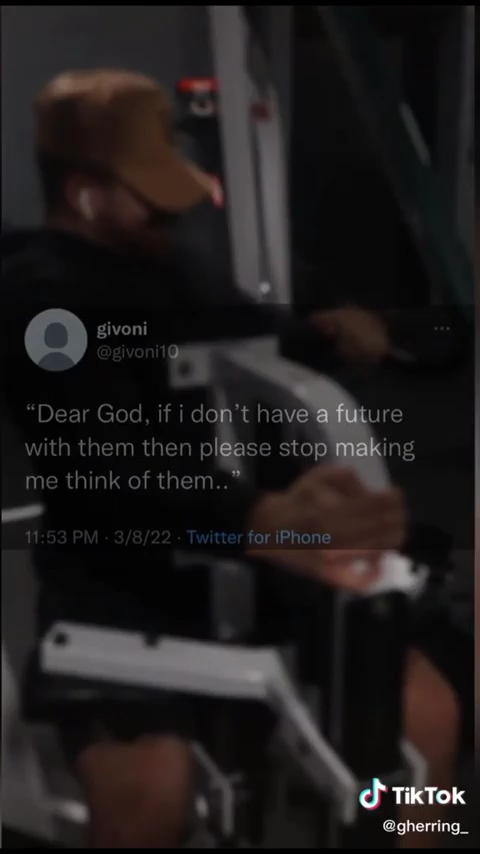 givoni
@givoni10
...
“Dear God, if i don’t have a future
with them then please stop making
me think of them..”
11:53 PM · 3/8/22 · Twitter for iPhone
TikTok
@gherring_